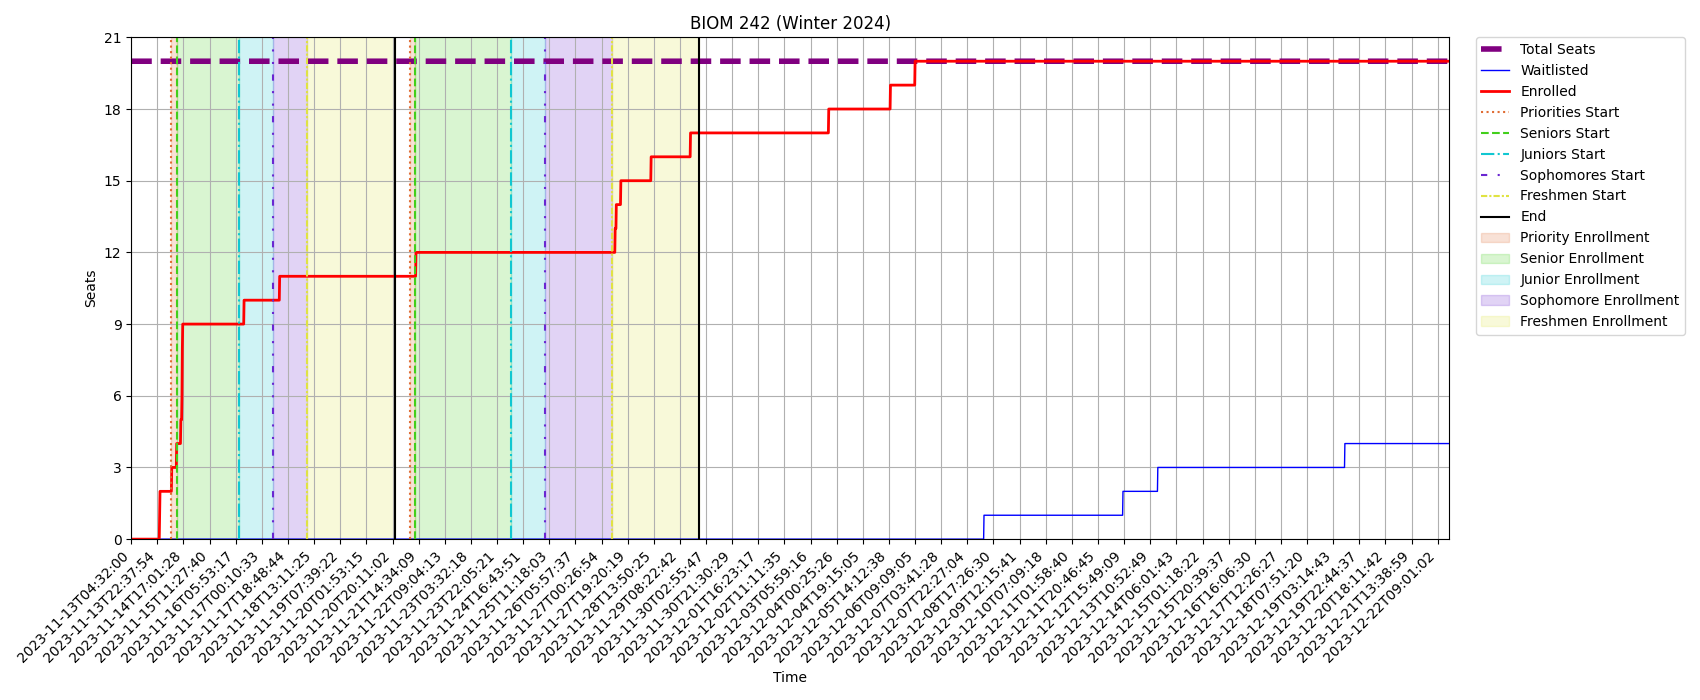 BIOM 242 (Winter 2024)
21
18
15
12
9
6
3
0
Seats
2023-11-13T04:32:00
2023-11-13T22:37:54
2023-11-14T17:01:28
2023-11-15T11:27:40
2023-11-16T05:53:17
2023-11-17T00:10:33
2023-11-17T18:48:44
2023-11-18T13:11:25
2023-11-19T07:39:22
2023-11-20T01:53:15
2023-11-20T20:11:02
2023-11-21T14:34:09
2023-11-22T09:04:13
2023-11-23T03:32:18
2023-11-23T22:05:21
2023-11-24T16:43:51
2023-11-25T11:18:03
2023-11-26T05:57:37
2023-11-27T00:26:54
2023-11-27T19:20:19
2023-11-28T13:50:25
2023-11-29T08:22:42
2023-11-30T02:55:47
2023-11-30T21:30:29
2023-12-01T16:23:17
2023-12-02T11:11:35
2023-12-03T05:59:16
2023-12-04T00:25:26
2023-12-04T19:15:05
2023-12-05T14:12:38
2023-12-06T09:09:05
2023-12-07T03:41:28
2023-12-07T22:27:04
2023-12-08T17:26:30
2023-12-09T12:15:41
2023-12-10T07:09:18
2023-12-11T01:58:40
2023-12-11T20:46:45
2023-12-12T15:49:09
2023-12-13T10:52:49
2023-12-14T06:01:43
2023-12-15T01:18:22
2023-12-15T20:39:37
2023-12-16T16:06:30
2023-12-17T12:26:27
2023-12-18T07:51:20
2023-12-19T03:14:43
2023-12-19T22:44:37
2023-12-20T18:11:42
2023-12-21T13:38:59
2023-12-22T09:01:02
Time
Total Seats
Waitlisted
Enrolled
Priorities Start
Seniors Start
Juniors Start
Sophomores Start
Freshmen Start
End
Priority Enrollment
Senior Enrollment
Junior Enrollment
Sophomore Enrollment
Freshmen Enrollment